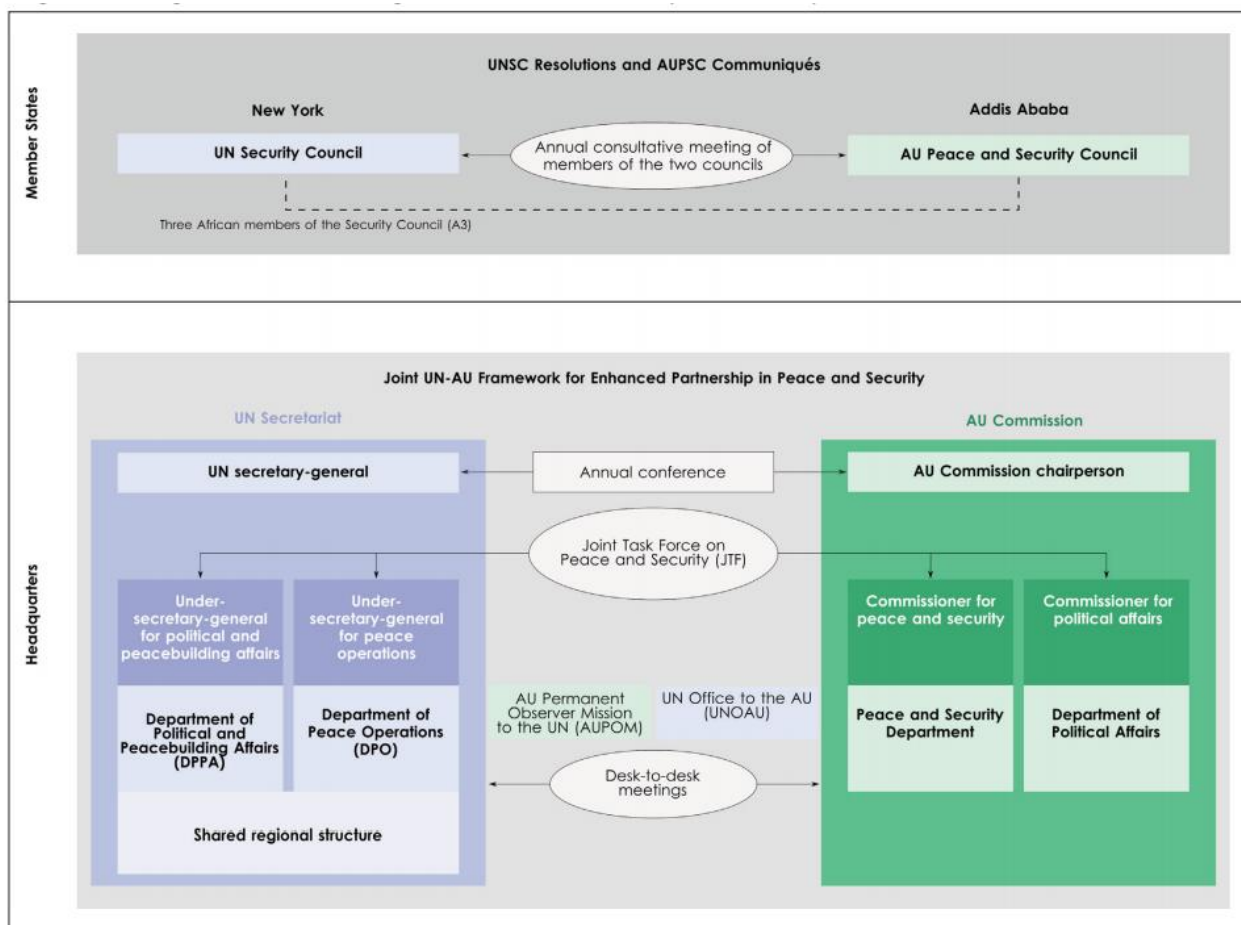 Member States
UNSC Resolutions and AUPSC Communiqués
New York
Addis Ababa
UN Security Council
Annual consultative meeting of
members of the two councils
AU Peace and Security Council
Three African members of the Security Council (A3)
Headquarters
Joint UN-AU Framework for Enhanced Partnership in Peace and Security
UN Secretariat
AU Commission
UN secretary-general
Annual conference
AU Commission chairperson
Joint Task Force on
Peace and Security (JTF)
Under-
secretary-general
for political and
peacebuilding affairs
Under-
secretary-general
for peace
operations
Commissioner for
peace and security
Commissioner for
political affairs
Department of
Political and
Peacebuilding Affairs
(DPPA)
Department of
Peace Operations
(DPO)
AU Permanent
Observer Mission
to the UN (AUPOM)
UN Office to the AU
(UNOAU)
Peace and Security
Department
Department of
Political Affairs
Desk-to-desk
meetings
Shared regional structure